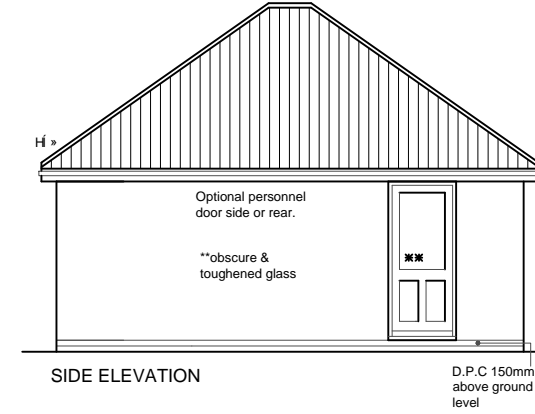 Optional personnel
door side or rear.
**obscure &
toughened glass
**
SIDE ELEVATION
D.P.C 150mm
above ground
level